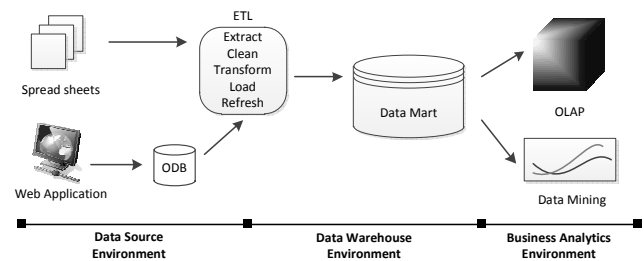 ETL
Extract
Clean
Transform
Load
Refresh
Spread sheets
Data Mart
OLAP
ODB
Web Application
Data Mining
Data Source
Environment
Data Warehouse
Environment
Business Analytics
Environment